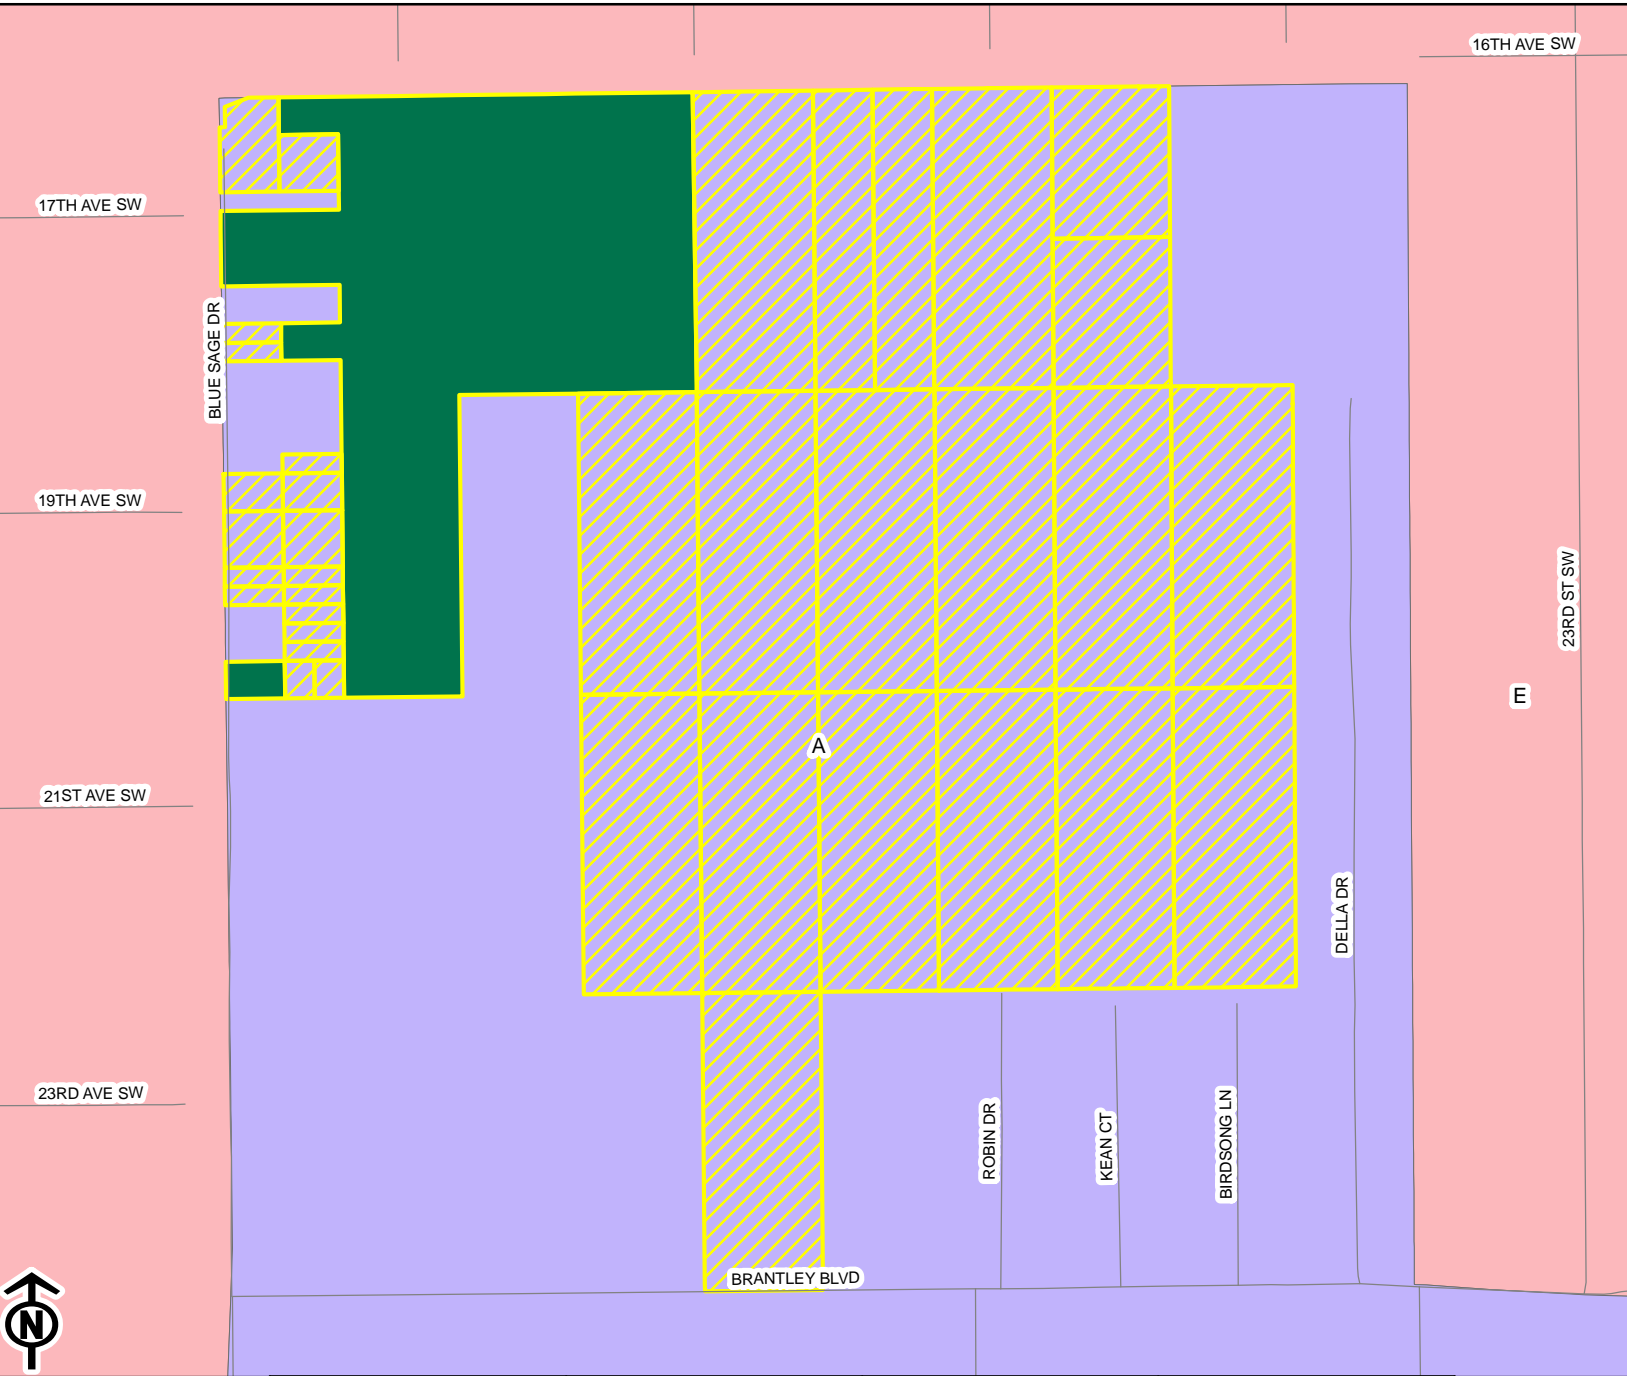 16TH AVE SW
17TH AVE SW
BLUE SAGE DR
19TH AVE SW
23RD ST SW
E
A
21ST AVE SW
DELLA DR
23RD AVE SW
ROBIN DR
KEAN CT
BIRDSONG LN
BRANTLEY BLVD
N